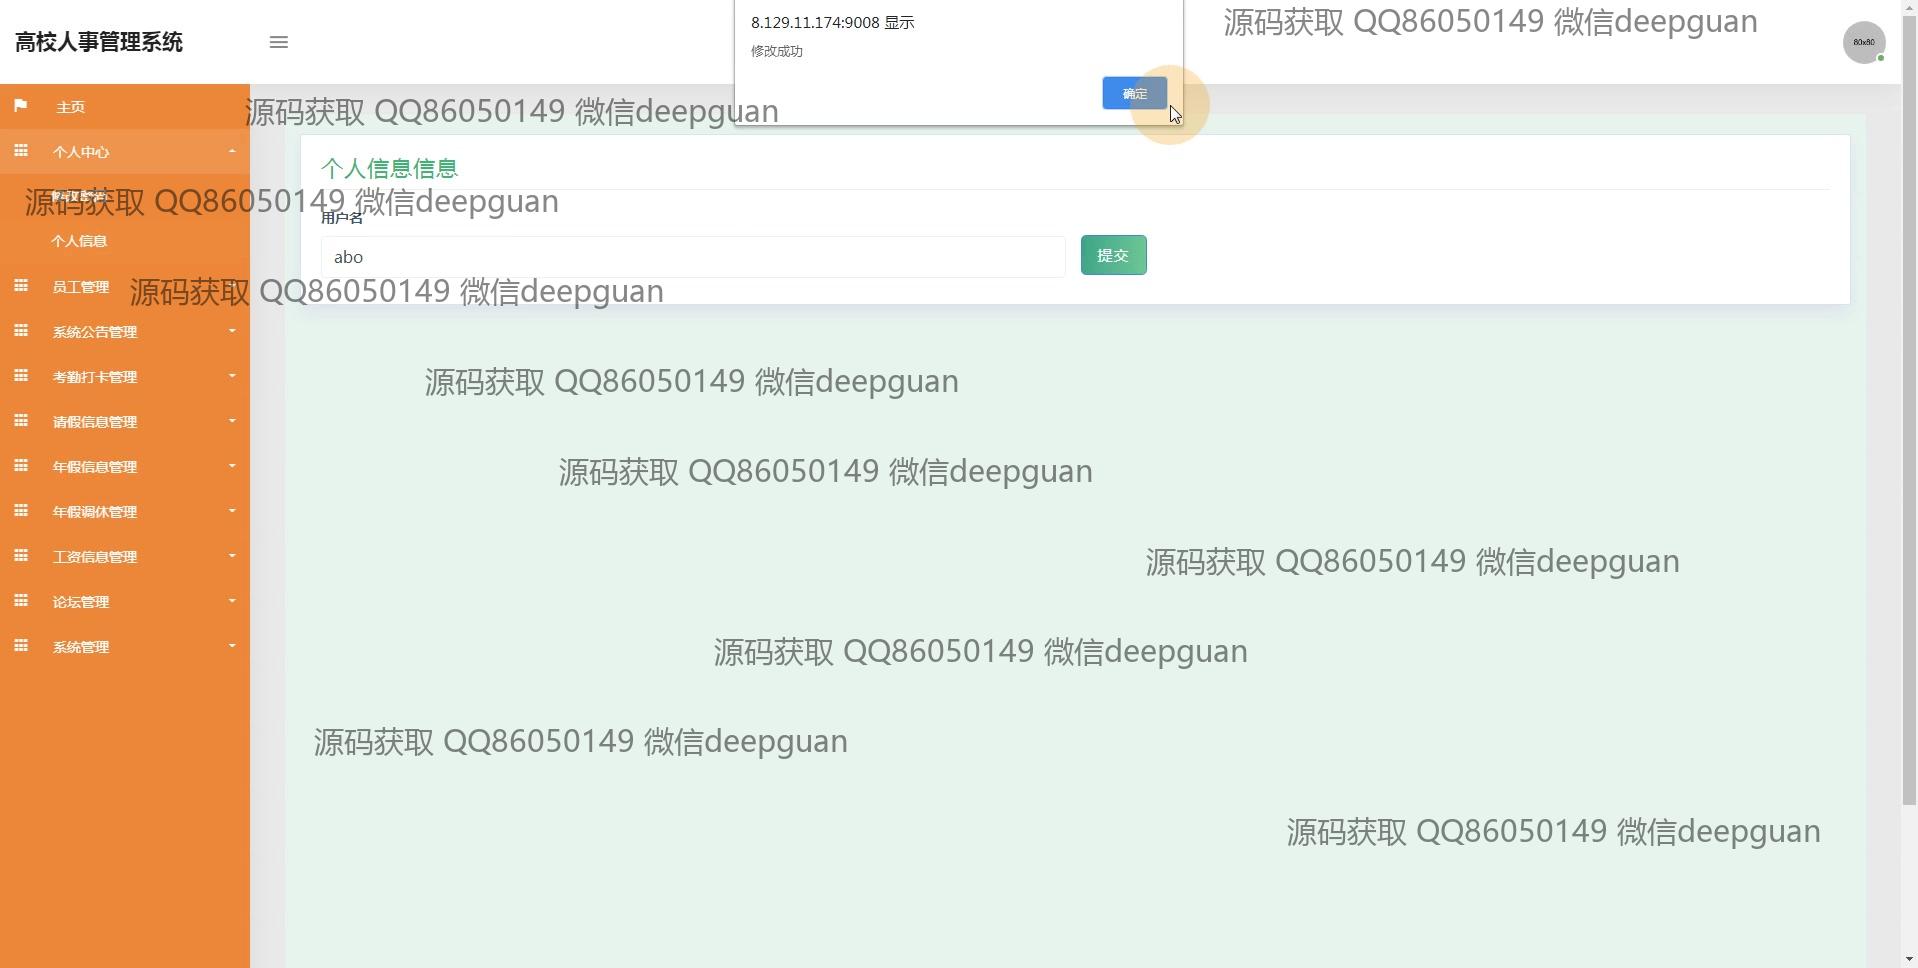 8.129.11.174:9008 显示
修改成功
确定
高校人事管理系统
源码获取 QQ86050149 微信deepguan
80x80
主页
源码获取 QQ86050149 微信deepguan
个人中心
个人信息信息
源码获取 QQ86050149 微信deepguan
用户名
个人信息
abo
提交
员工管理
源码获取 QQ86050149 微信deepguan
系统公告管理
考勤打卡管理
源码获取 QQ86050149 微信deepguan
请假信息管理
年假信息管理
源码获取 QQ86050149 微信deepguan
年假调休管理
工资信息管理
源码获取 QQ86050149 微信deepguan
论坛管理
系统管理
源码获取 QQ86050149 微信deepguan
源码获取 QQ86050149 微信deepguan
源码获取 QQ86050149 微信deepguan